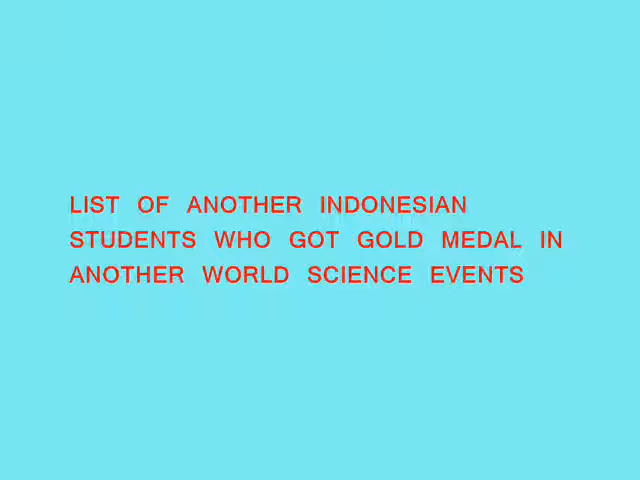 LIST OF ANOTHER INDONESIAN
STUDENTS WHO GOT GOLD MEDAL IN
ANOTHER WORLD SCIENCE EVENTS